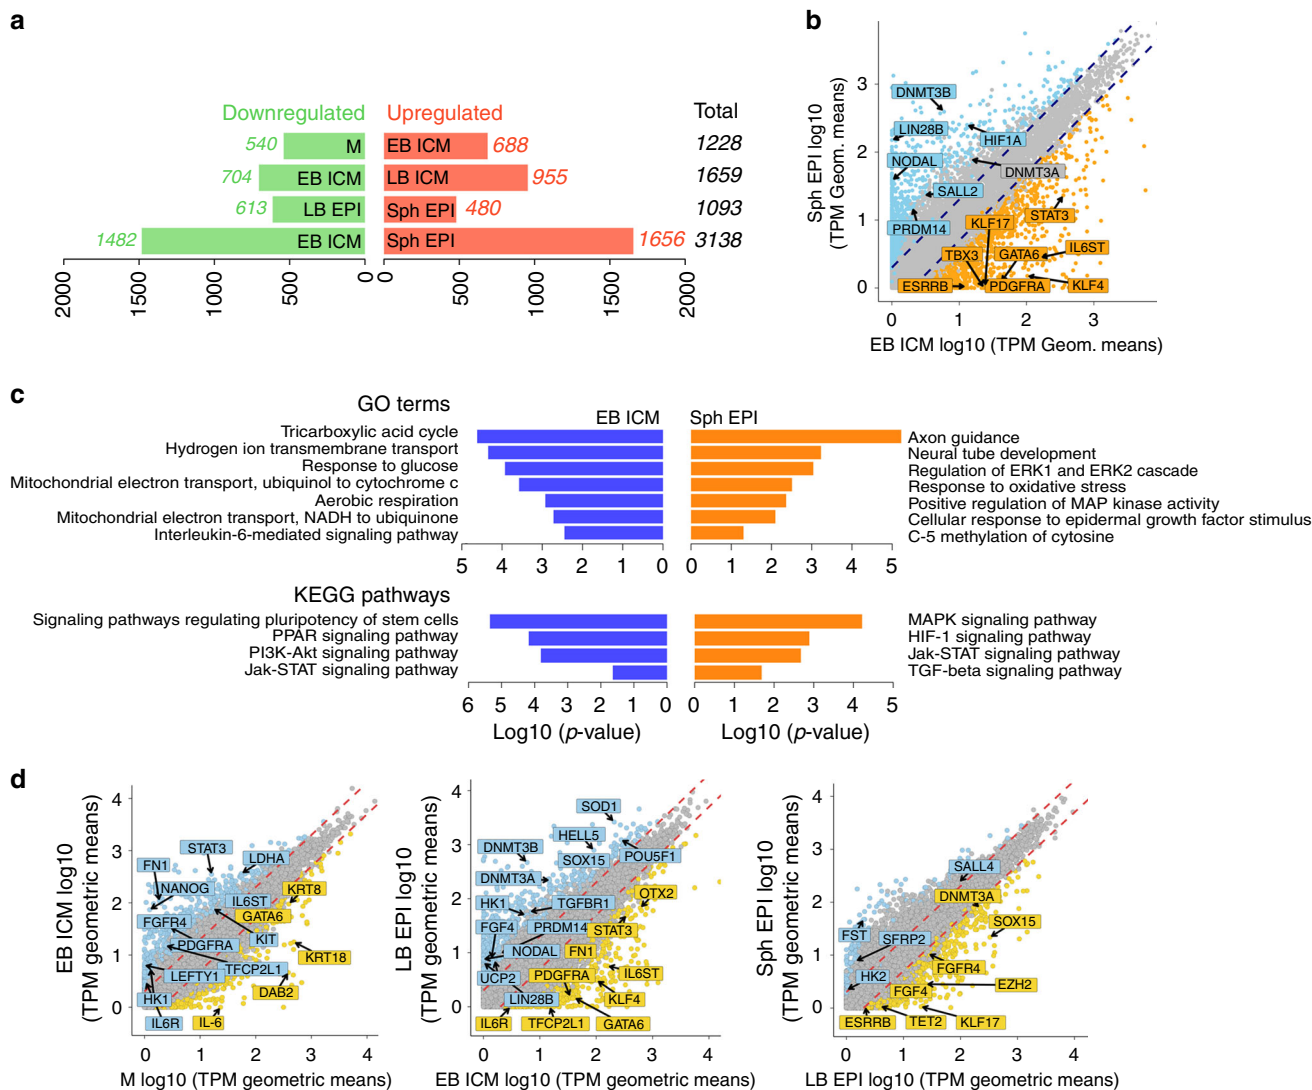 a
Downregulated Upregulated Total
540 M EB ICM 688 1228
704 EB ICM LB ICM 955 1659
613 LB EPI Sph EPI 480 1093
1482 EB ICM Sph EPI 1656 3138
2000 1500 1000 500 0 0 500 1000 1500 2000
b
Sph EPI log10
(TPM Geom. means)
3
2
1
0
DNMT3B
LIN28B
HIF1A
NODAL
DNMT3A
SALL2
PRDM14
KLF17
STAT3
TBX3
GATA6
IL6ST
ESRRB
PDGFRA
KLF4
0 1 2 3
EB ICM log10 (TPM Geom. means)
c
GO terms
EB ICM Sph EPI
Tricarboxylic acid cycle
Hydrogen ion transmembrane transport
Response to glucose
Mitochondrial electron transport, ubiquinol to cytochrome c
Aerobic respiration
Mitochondrial electron transport, NADH to ubiquinone
Interleukin-6-mediated signaling pathway
5 4 3 2 1 0
Axon guidance
Neural tube development
Regulation of ERK1 and ERK2 cascade
Response to oxidative stress
Positive regulation of MAP kinase activity
Cellular response to epidermal growth factor stimulus
C-5 methylation of cytosine
0 1 2 3 4 5
KEGG pathways
Signaling pathways regulating pluripotency of stem cells
PPAR signaling pathway
PI3K-Akt signaling pathway
Jak-STAT signaling pathway
6 5 4 3 2 1 0
Log10 (p-value)
MAPK signaling pathway
HIF-1 signaling pathway
Jak-STAT signaling pathway
TGF-beta signaling pathway
0 1 2 3 4 5
Log10 (p-value)
d
EB ICM log10
(TPM geometric means)
4
3
2
1
0
STAT3
FN1
LDHA
NANOG
KRT8
IL6ST
GATA6
FGFR4
KIT
PDGFRA
KRT18
LEFTY1
TFCP2L1
DAB2
HK1
IL6R
IL-6
0 1 2 3 4
M log10 (TPM geometric means)
LB EPI log10
(TPM geometric means)
4
3
2
1
0
SOD1
HELL5
DNMT3B
SOX15
POU5F1
DNMT3A
OTX2
HK1
TGFBR1
FGF4
PRDM14
STAT3
NODAL
FN1
UCP2
PDGFRA
IL6ST
LIN28B
KLF4
IL6R
TFCP2L1
GATA6
0 1 2 3 4
EB ICM log10 (TPM geometric means)
Sph EPI log10
(TPM geometric means)
4
3
2
1
0
SALL4
DNMT3A
SOX15
FST
SFRP2
FGFR4
HK2
FGF4
EZH2
ESRRB
TET2
KLF17
0 1 2 3 4
LB EPI log10 (TPM geometric means)